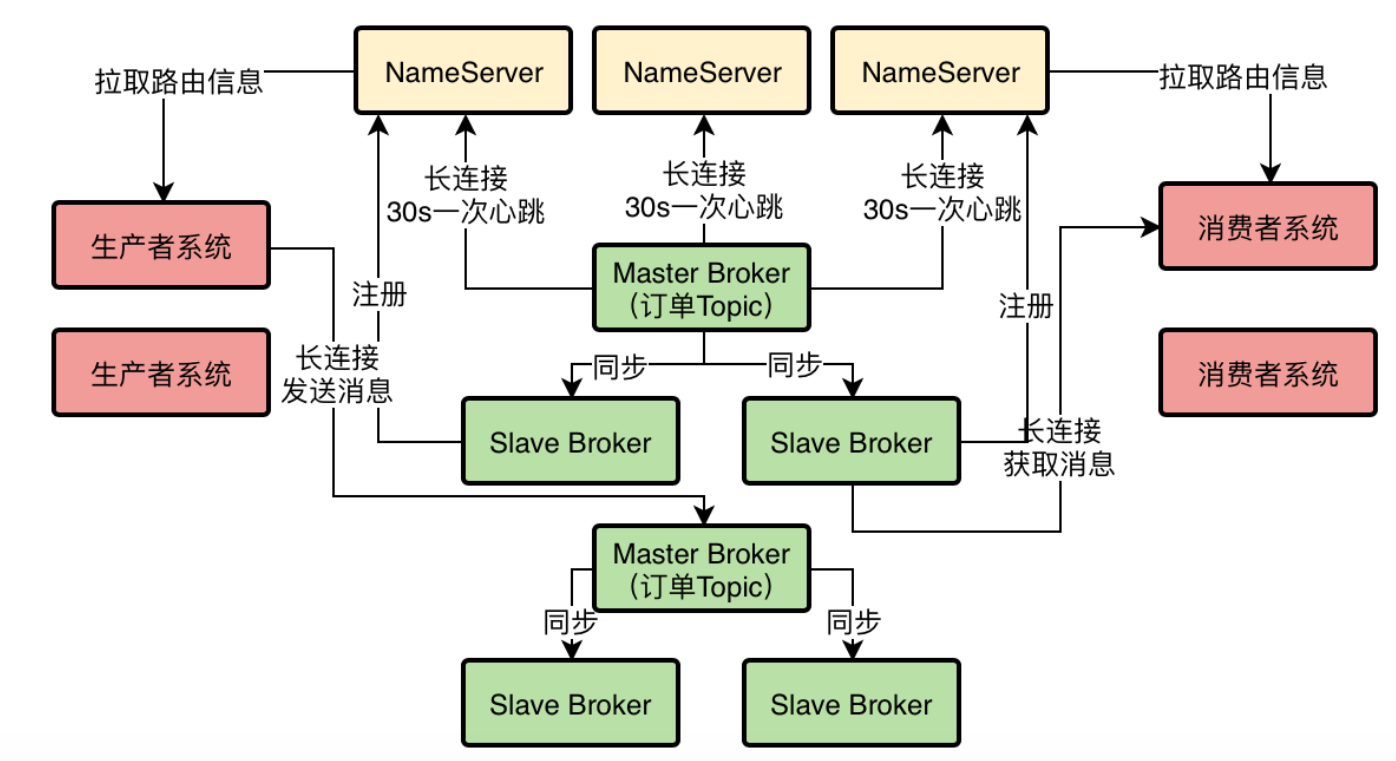 NameServer
NameServer
NameServer
拉取路由信息
拉取路由信息
长连接
30s一次心跳
长连接
30s一次心跳
长连接
30s一次心跳
生产者系统
消费者系统
Master Broker
（订单Topic）
注册
注册
生产者系统
长连接
发送消息
同步
同步
消费者系统
Slave Broker
Slave Broker
长连接
获取消息
Master Broker
（订单Topic）
同步
同步
Slave Broker
Slave Broker